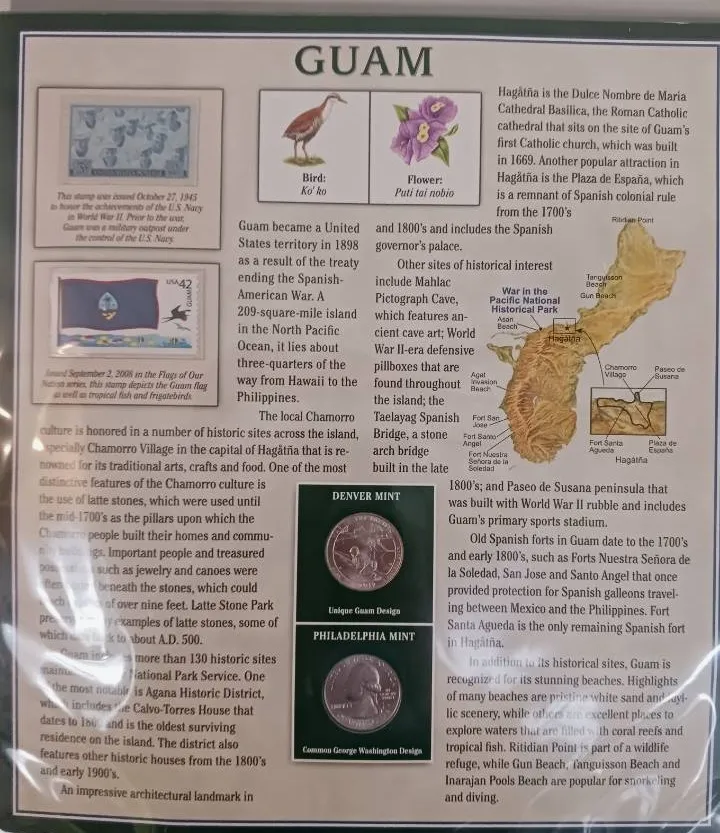 GUAM
This stamp was issued October 27, 1945
to honor the achievements of the U.S. Navy
in World War II. Prior to the war,
Guam was a military outpost under
the control of the U.S. Navy.
USA 42
GUAM
Issued September 2, 2008 in the Flags of Our
Nation series, this stamp depicts the Guam flag
as well as tropical fish and frigatebirds.
Bird:
Ko' ko
Flower:
Puti tai nobio
Guam became a United
States territory in 1898
as a result of the treaty
ending the Spanish-
American War. A
209-square-mile island
in the North Pacific
Ocean, it lies about
three-quarters of the
way from Hawaii to the
Philippines.
The local Chamorro
culture is honored in a number of historic sites across the island,
especially Chamorro Village in the capital of Hagåtña that is re-
nowned for its traditional arts, crafts and food. One of the most
distinctive features of the Chamorro culture is
the use of latte stones, which were used until
the mid-1700's as the pillars upon which the
Chamorro people built their homes and commu-
Important people and treasured
such as jewelry and canoes were
beneath the stones, which could
of over nine feet. Latte Stone Park
examples of latte stones, some of
which to about A.D. 500.
Guam more than 130 historic sites
National Park Service. One
the most notable is Agana Historic District,
includes the Calvo-Torres House that
dates to and is the oldest surviving
residence on the island. The district also
features other historic houses from the 1800's
and early 1900's.
An impressive architectural landmark in
Hagåtña is the Dulce Nombre de Maria
Cathedral Basilica, the Roman Catholic
cathedral that sits on the site of Guam's
first Catholic church, which was built
in 1669. Another popular attraction in
Hagåtña is the Plaza de España, which
is a remnant of Spanish colonial rule
from the 1700's
and 1800's and includes the Spanish
governor's palace.
Other sites of historical interest
include Mahlac
Pictograph Cave,
which features an-
cient cave art; World
War II-era defensive
pillboxes that are
found throughout
the island; the
Taelayag Spanish
Bridge, a stone
arch bridge
built in the late
1800's; and Paseo de Susana peninsula that
was built with World War II rubble and includes
Guam's primary sports stadium.
Old Spanish forts in Guam date to the 1700's
and early 1800's, such as Forts Nuestra Señora de
la Soledad, San Jose and Santo Angel that once
provided protection for Spanish galleons travel-
ing between Mexico and the Philippines. Fort
Santa Agueda is the only remaining Spanish fort
in Hagåtña.
In addition to its historical sites, Guam is
recognized for its stunning beaches. Highlights
of many beaches are pristine white sand and idyl-
lic scenery, while others are excellent places to
explore waters that are filled with coral reefs and
tropical fish. Ritidian Point is part of a wildlife
refuge, while Gun Beach, Tanguisson Beach and
Inarajan Pools Beach are popular for snorkeling
and diving.
Ritidian Point
Tanguisson
Beach
Gun Beach
War in the
Pacific National
Historical Park
Asan
Beach
Hagåtña
Agat
Invasion
Beach
Chamorro
Village
Paseo de
Susana
Fort San
Jose
Fort Santo
Angel
Fort Nuestra
Señora de la
Soledad
Fort Santa
Agueda
Plaza de
España
Hagåtña
DENVER MINT
Unique Guam Design
PHILADELPHIA MINT
Common George Washington Design